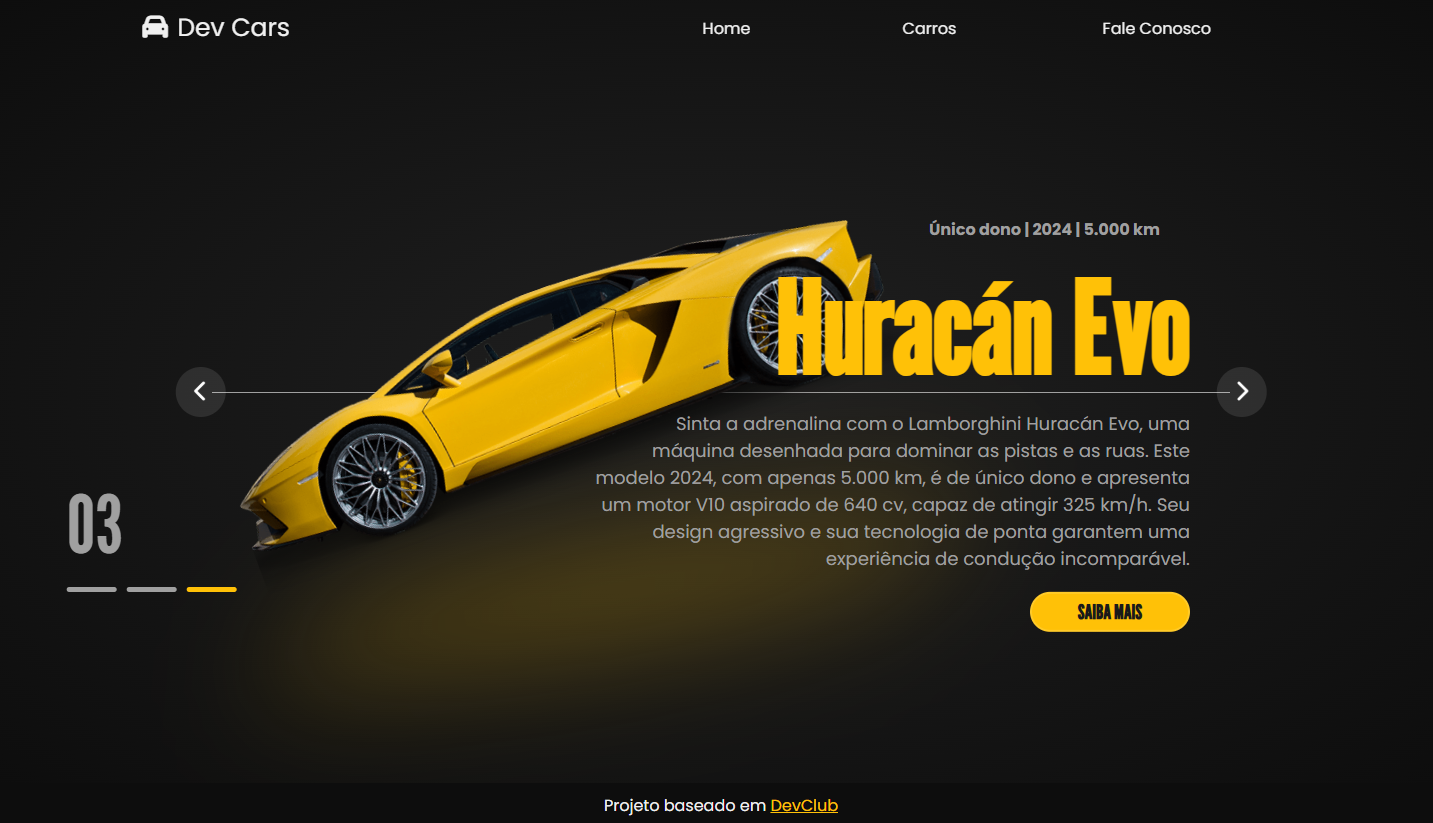 Dev Cars
Home
Carros
Fale Conosco
Único dono | 2024 | 5.000 km
Huracán Evo
Sinta a adrenalina com o Lamborghini Huracán Evo, uma
máquina desenhada para dominar as pistas e as ruas. Este
modelo 2024, com apenas 5.000 km, é de único dono e apresenta
um motor V10 aspirado de 640 cv, capaz de atingir 325 km/h. Seu
design agressivo e sua tecnologia de ponta garantem uma
experiência de condução incomparável.
03
SAIBA MAIS
Projeto baseado em DevClub